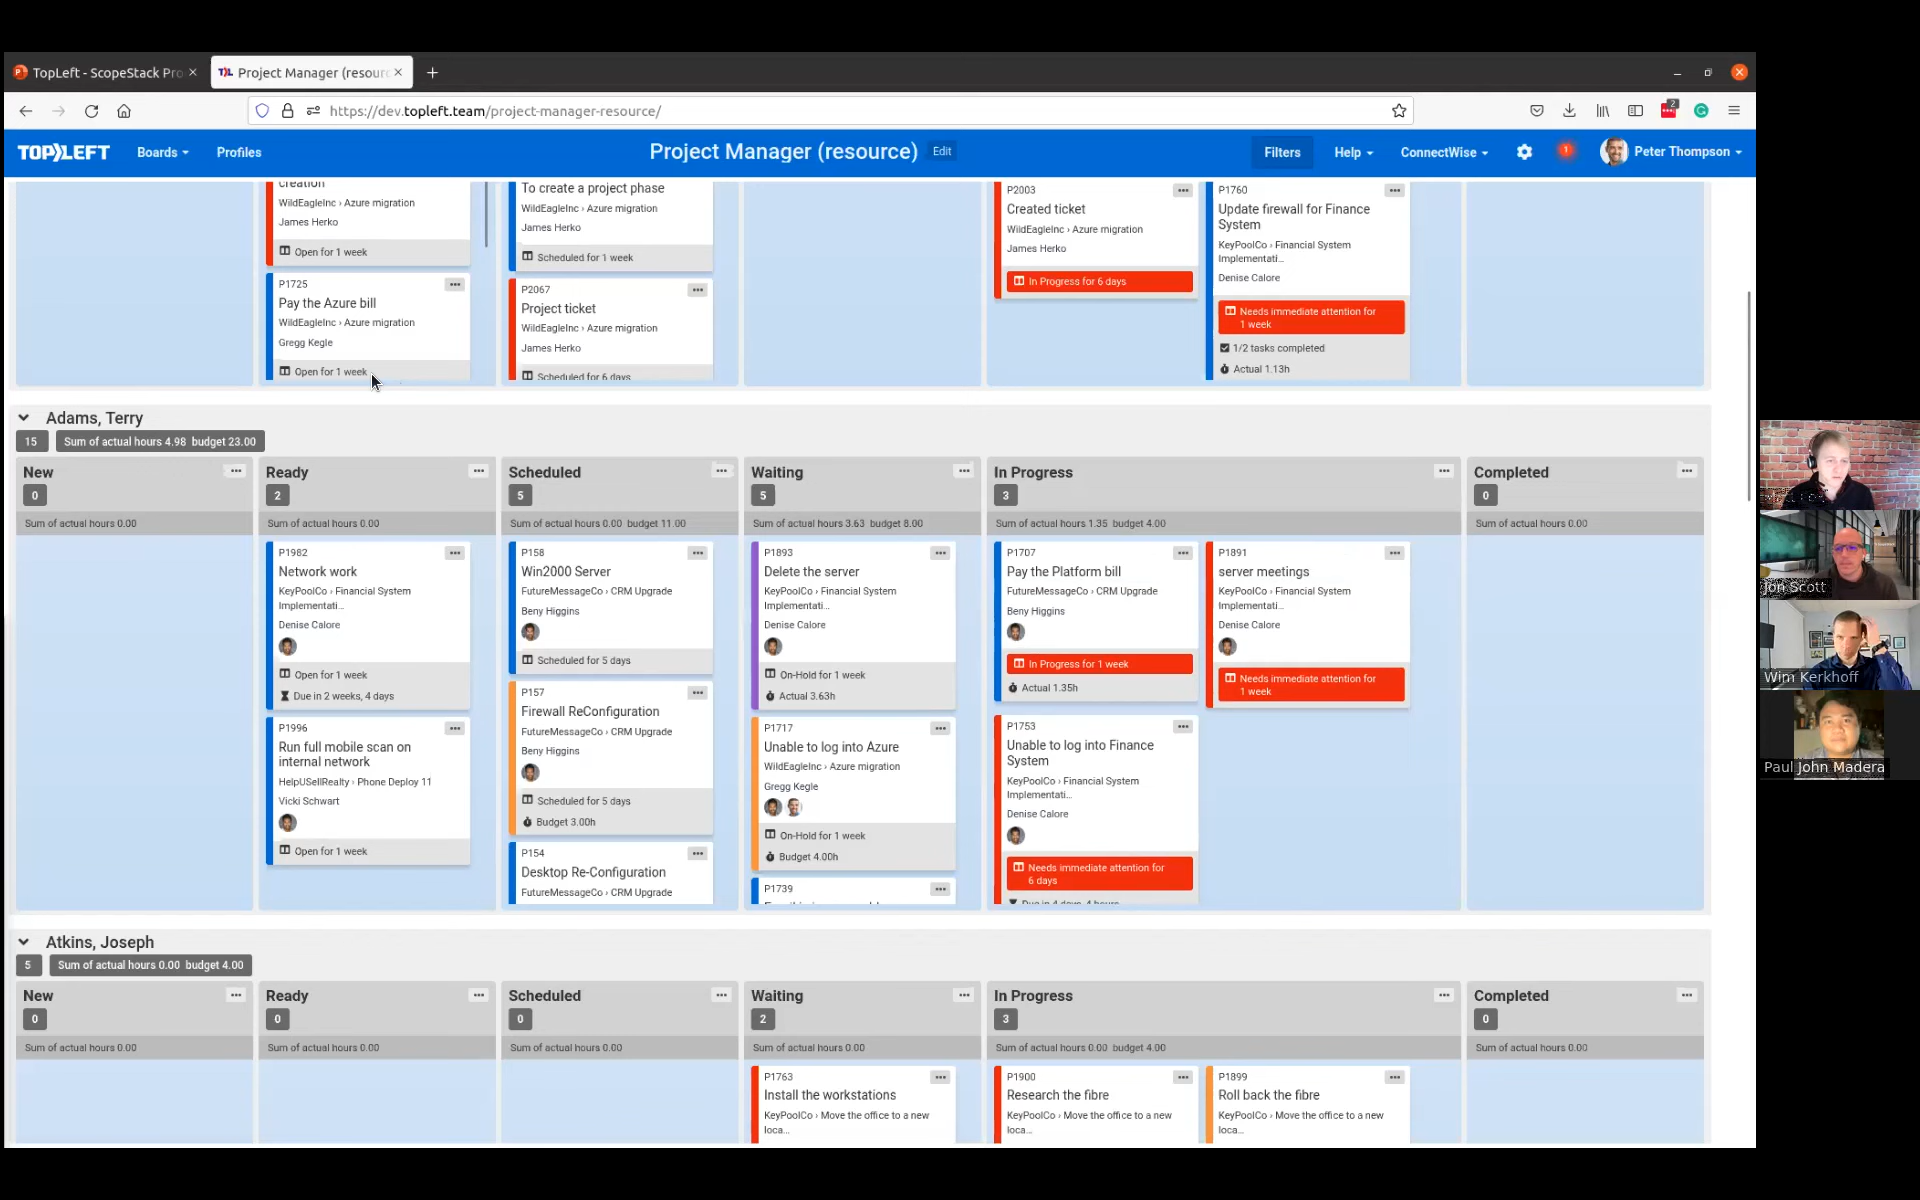 TopLeft - ScopeStack Pro
Project Manager (resour
https://dev.topleft.team/project-manager-resource/
2
TOP LEFT
Boards
Profiles
Project Manager (resource)
Edit
Filters
Help
ConnectWise
1
Peter Thompson
creation
WildEagleInc › Azure migration
James Herko
Open for 1 week
P1725
Pay the Azure bill
WildEagleInc › Azure migration
Gregg Kegle
Open for 1 week
To create a project phase
WildEagleInc › Azure migration
James Herko
Scheduled for 1 week
P2067
Project ticket
WildEagleInc › Azure migration
James Herko
Scheduled for 6 days
P2003
Created ticket
WildEagleInc › Azure migration
James Herko
In Progress for 6 days
P1760
Update firewall for Finance
System
KeyPoolCo › Financial System
Implementati...
Denise Calore
Needs immediate attention for
1 week
1/2 tasks completed
Actual 1.13h
Adams, Terry
15
Sum of actual hours 4.98 budget 23.00
New
0
Sum of actual hours 0.00
Ready
2
Sum of actual hours 0.00
P1982
Network work
KeyPoolCo › Financial System
Implementati...
Denise Calore
Open for 1 week
Due in 2 weeks, 4 days
P1996
Run full mobile scan on
internal network
HelpUSellRealty › Phone Deploy 11
Vicki Schwart
Open for 1 week
Scheduled
5
Sum of actual hours 0.00 budget 11.00
P158
Win2000 Server
FutureMessageCo › CRM Upgrade
Beny Higgins
Scheduled for 5 days
P157
Firewall ReConfiguration
FutureMessageCo › CRM Upgrade
Beny Higgins
Scheduled for 5 days
Budget 3.00h
P154
Desktop Re-Configuration
FutureMessageCo › CRM Upgrade
Waiting
5
Sum of actual hours 3.63 budget 8.00
P1893
Delete the server
KeyPoolCo › Financial System
Implementati...
Denise Calore
On-Hold for 1 week
Actual 3.63h
P1717
Unable to log into Azure
WildEagleInc › Azure migration
Gregg Kegle
On-Hold for 1 week
Budget 4.00h
P1739
In Progress
3
Sum of actual hours 1.35 budget 4.00
P1707
Pay the Platform bill
FutureMessageCo › CRM Upgrade
Beny Higgins
In Progress for 1 week
Actual 1.35h
P1753
Unable to log into Finance
System
KeyPoolCo › Financial System
Implementati...
Denise Calore
Needs immediate attention for
6 days
Due in 4 days, 4 hours
P1891
server meetings
KeyPoolCo › Financial System
Implementati...
Denise Calore
Needs immediate attention for
1 week
Completed
0
Sum of actual hours 0.00
Atkins, Joseph
5
Sum of actual hours 0.00 budget 4.00
New
0
Sum of actual hours 0.00
Ready
0
Sum of actual hours 0.00
Scheduled
0
Sum of actual hours 0.00
Waiting
2
Sum of actual hours 0.00
P1763
Install the workstations
KeyPoolCo › Move the office to a new
loca...
In Progress
3
Sum of actual hours 0.00 budget 4.00
P1900
Research the fibre
KeyPoolCo › Move the office to a new
loca...
P1899
Roll back the fibre
KeyPoolCo › Move the office to a new
loca...
Completed
0
Sum of actual hours 0.00
Jon Scott
Wim Kerkhoff
Paul John Madera